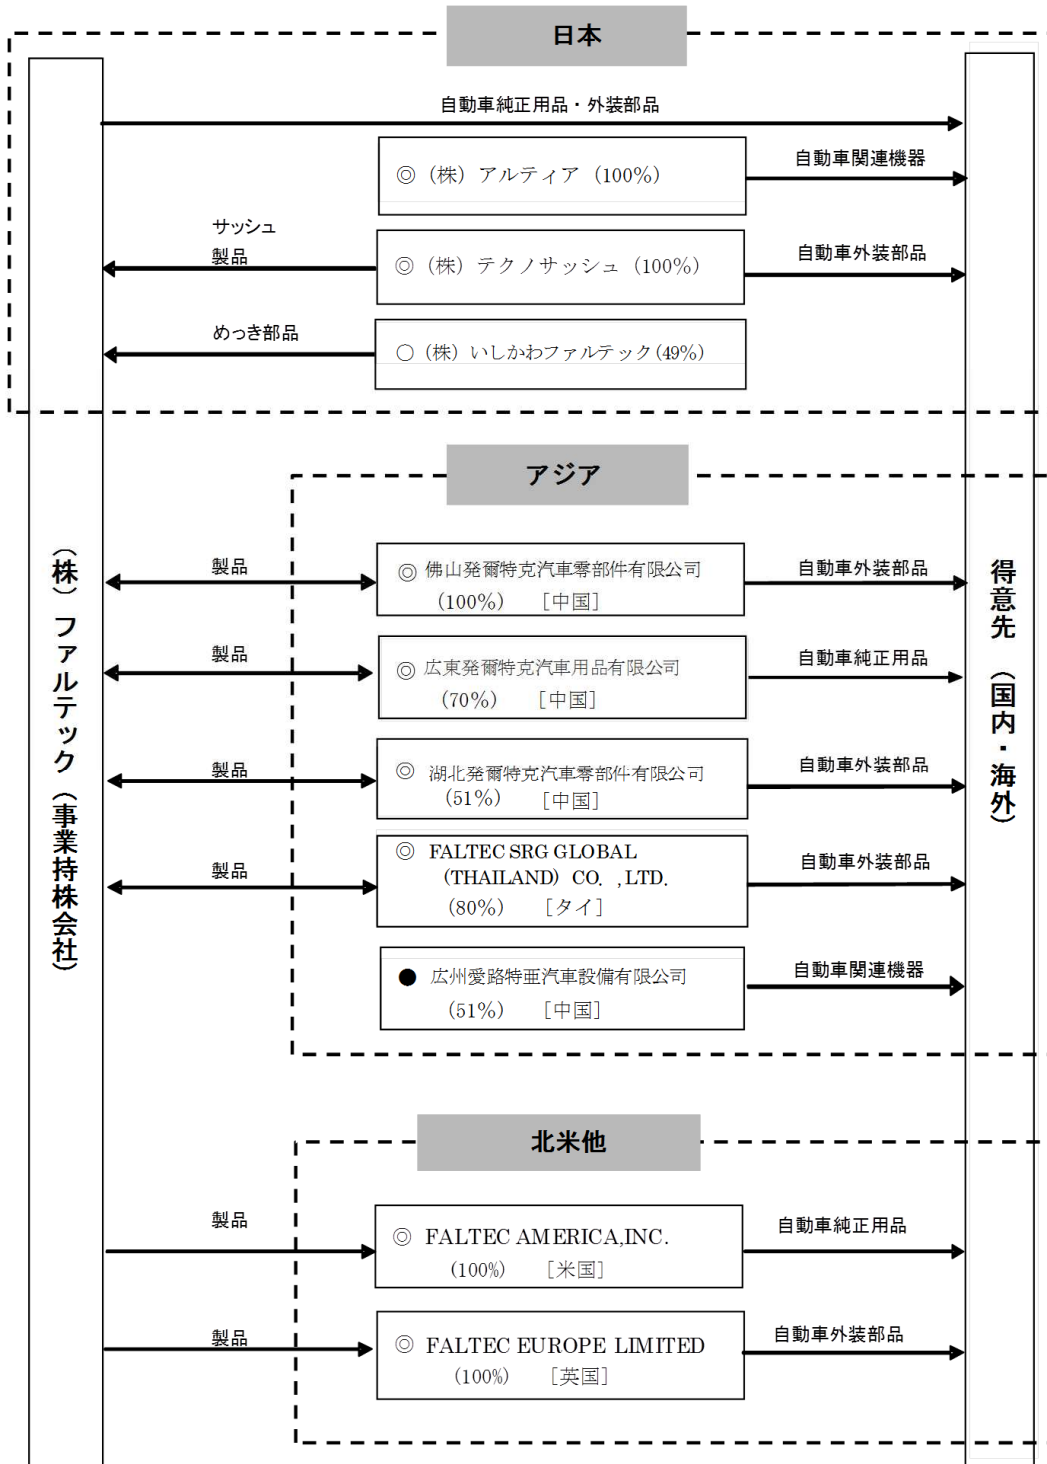 日本
自動車純正用品・外装部品
◎（株）アルティア（100%）
自動車関連機器
サッシュ
製品
◎（株）テクノサッシュ（100%）
自動車外装部品
めっき部品
○（株）いしかわファルテック(49%)
アジア
（株）ファルテック（事業持株会社）
得意先（国内・海外）
製品
◎ 佛山発爾特克汽車零部件有限公司
(100%) ［中国］
自動車外装部品
製品
◎ 広東発爾特克汽車用品有限公司
(70%) ［中国］
自動車純正用品
製品
◎ 湖北発爾特克汽車零部件有限公司
(51%) ［中国］
自動車外装部品
製品
◎ FALTEC SRG GLOBAL
(THAILAND) CO. ,LTD.
(80%) ［タイ］
自動車外装部品
● 広州愛路特亜汽車設備有限公司
(51%) ［中国］
自動車関連機器
北米他
製品
◎ FALTEC AMERICA,INC.
(100%) ［米国］
自動車純正用品
製品
◎ FALTEC EUROPE LIMITED
(100%) ［英国］
自動車外装部品